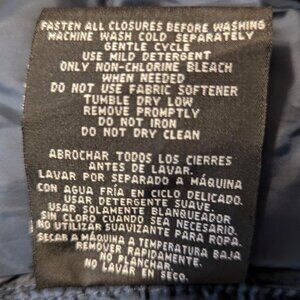 FASTEN ALL CLOSURES BEFORE WASHING
MACHINE WASH COLD SEPARATELY
GENTLE CYCLE
USE MILD DETERGENT
ONLY NON-CHLORINE BLEACH
WHEN NEEDED
DO NOT USE FABRIC SOFTENER
TUMBLE DRY LOW
REMOVE PROMPTLY
DO NOT IRON
DO NOT DRY CLEAN
ABROCHAR TODOS LOS CIERRES
ANTES DE LAVAR.
LAVAR POR SEPARADO A MÁQUINA
CON AGUA FRÍA EN CICLO DELICADO.
USAR DETERGENTE SUAVE.
USAR SOLAMENTE BLANQUEADOR
SIN CLORO CUANDO SEA NECESARIO.
NO UTILIZAR SUAVIZANTE PARA ROPA.
SECAR A MÁQUINA A TEMPERATURA BAJA
REMOVER RAPIDAMENTE.
NO PLANCHAR.
NO LAVAR EN SECO.